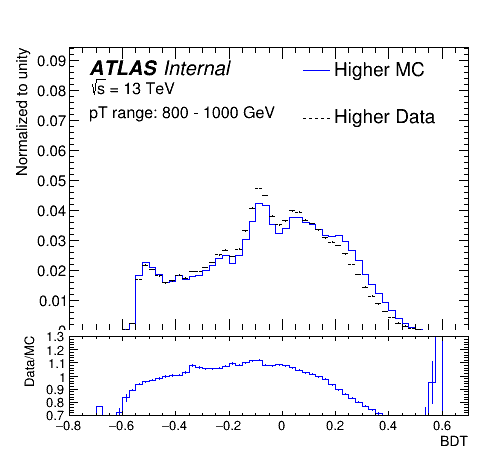 ATLAS Internal
√s = 13 TeV
pT range: 800 - 1000 GeV
Higher MC
Higher Data
Normalized to unity
0.09
0.08
0.07
0.06
0.05
0.04
0.03
0.02
0.01
0
Data/MC
1.3
1.2
1.1
1
0.9
0.8
0.7
−0.8 −0.6 −0.4 −0.2 0 0.2 0.4 0.6
BDT